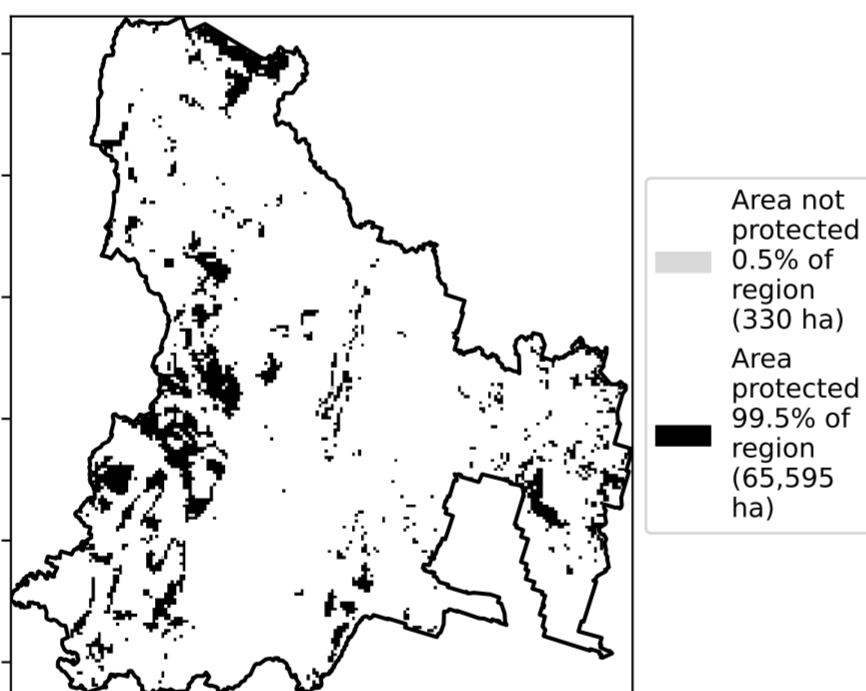 Area not
protected
0.5% of
region
(330 ha)
Area
protected
99.5% of
region
(65,595
ha)